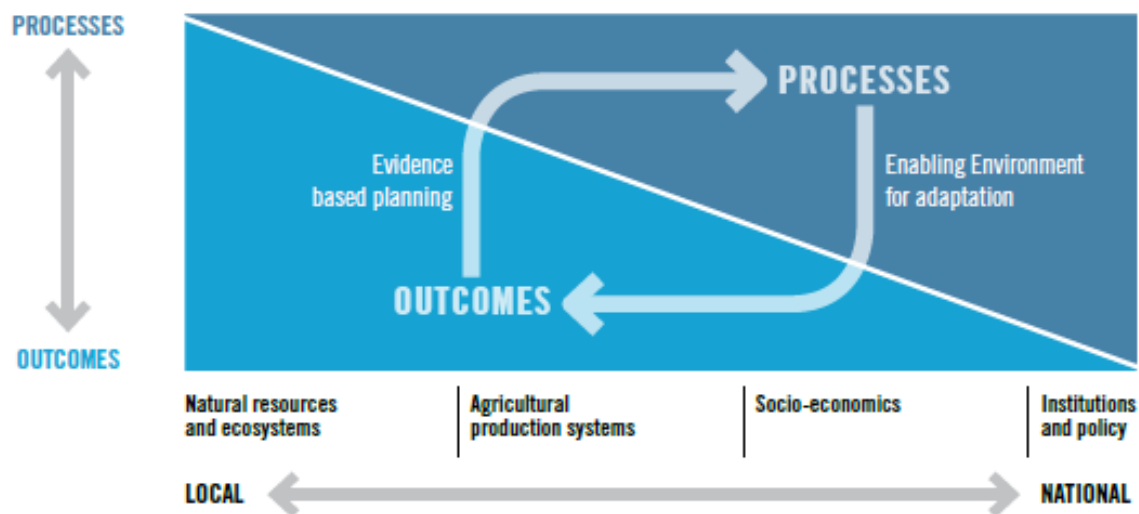 PROCESSES
PROCESSES
Evidence
based planning
Enabling Environment
for adaptation
OUTCOMES
OUTCOMES
Natural resources
and ecosystems
Agricultural
production systems
Socio-economics
Institutions
and policy
LOCAL
NATIONAL